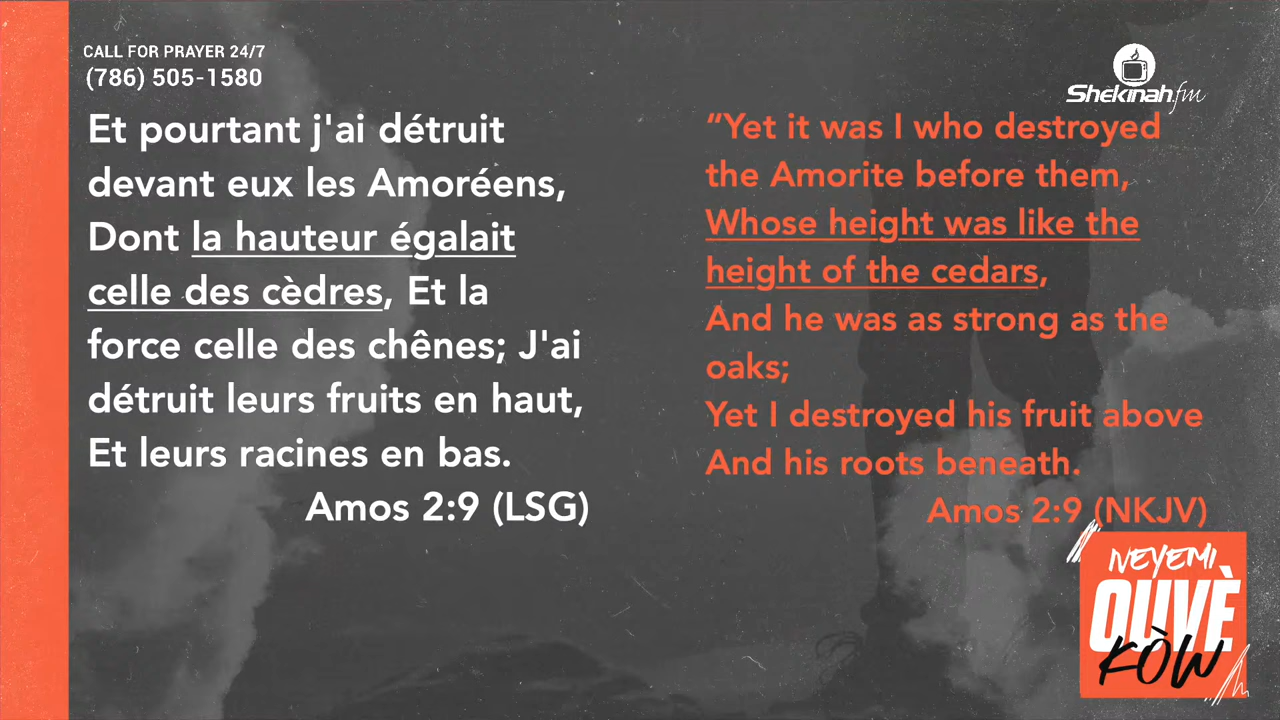 CALL FOR PRAYER 24/7
(786) 505-1580
Shekinah.fm
Et pourtant j'ai détruit
devant eux les Amoréens,
Dont la hauteur égalait
celle des cèdres, Et la
force celle des chênes; J'ai
détruit leurs fruits en haut,
Et leurs racines en bas.
Amos 2:9 (LSG)
“Yet it was I who destroyed
the Amorite before them,
Whose height was like the
height of the cedars,
And he was as strong as the
oaks;
Yet I destroyed his fruit above
And his roots beneath.
Amos 2:9 (NKJV)
NEYEMI
OUVÈ
KÒW